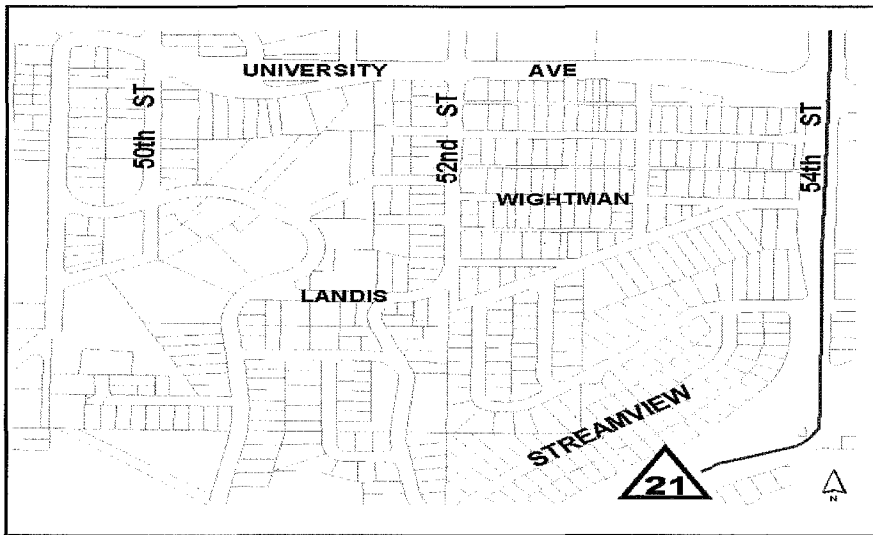 UNIVERSITY AVE
50th ST
52nd ST
54th ST
WIGHTMAN
LANDIS
STREAMVIEW
21
N